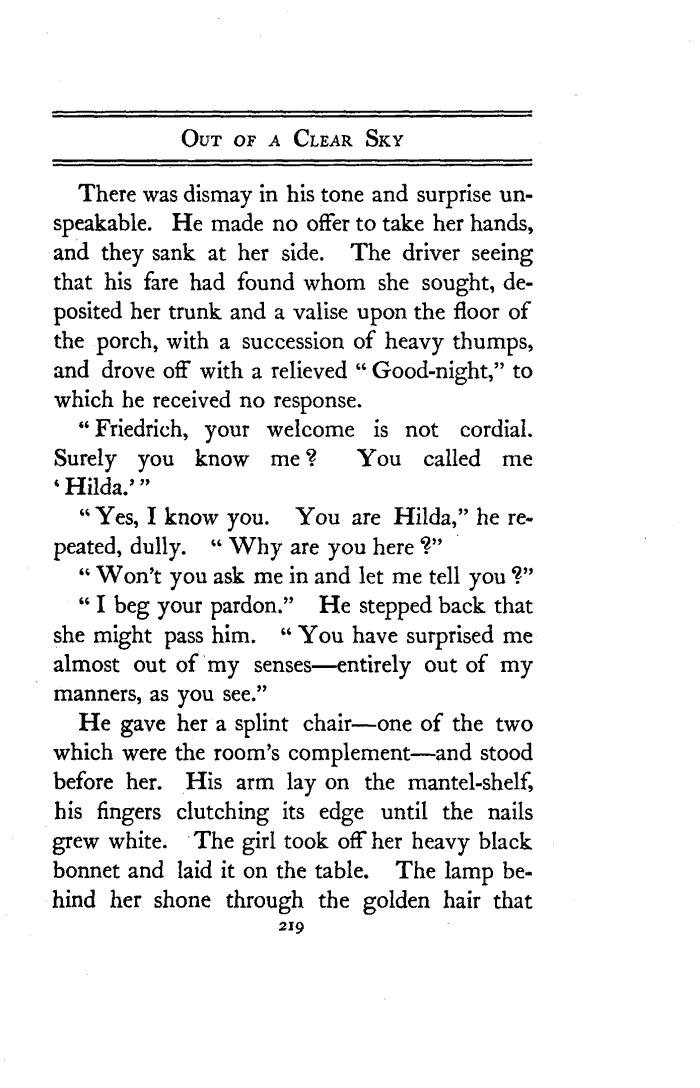 Out of a Clear Sky
There was dismay in his tone and surprise un-
speakable. He made no offer to take her hands,
and they sank at her side. The driver seeing
that his fare had found whom she sought, de-
posited her trunk and a valise upon the floor of
the porch, with a succession of heavy thumps,
and drove off with a relieved “ Good-night,” to
which he received no response.
“ Friedrich, your welcome is not cordial.
Surely you know me ? You called me
‘ Hilda.’ ”
“ Yes, I know you. You are Hilda,” he re-
peated, dully. “ Why are you here ?”
“ Won’t you ask me in and let me tell you ?”
“ I beg your pardon.” He stepped back that
she might pass him. “ You have surprised me
almost out of my senses—entirely out of my
manners, as you see.”
He gave her a splint chair—one of the two
which were the room’s complement—and stood
before her. His arm lay on the mantel-shelf,
his fingers clutching its edge until the nails
grew white. The girl took off her heavy black
bonnet and laid it on the table. The lamp be-
hind her shone through the golden hair that
219